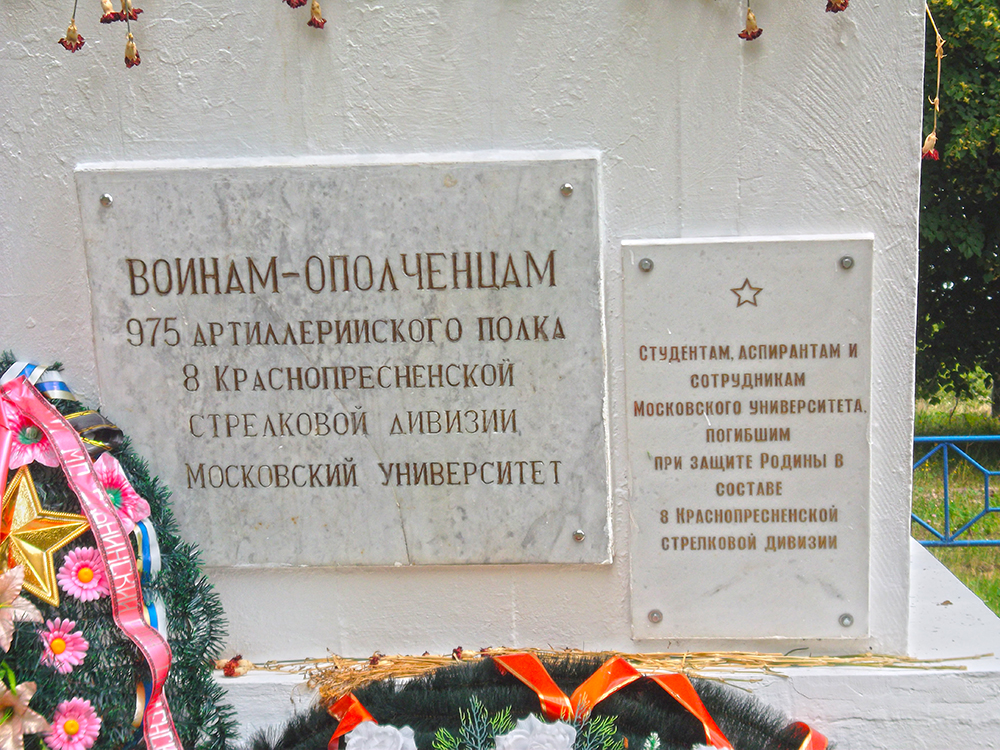 ВОИНАМ-ОПОЛЧЕНЦАМ
975 АРТИЛЛЕРИИСКОГО ПОЛКА
8 КРАСНОПРЕСНЕНСКОЙ
СТРЕЛКОВОЙ ДИВИЗИИ
МОСКОВСКИЙ УНИВЕРСИТЕТ
СТУДЕНТАМ, АСПИРАНТАМ И
СОТРУДНИКАМ
МОСКОВСКОГО УНИВЕРСИТЕТА,
ПОГИБШИМ
ПРИ ЗАЩИТЕ РОДИНЫ В
СОСТАВЕ
8 КРАСНОПРЕСНЕНСКОЙ
СТРЕЛКОВОЙ ДИВИЗИИ